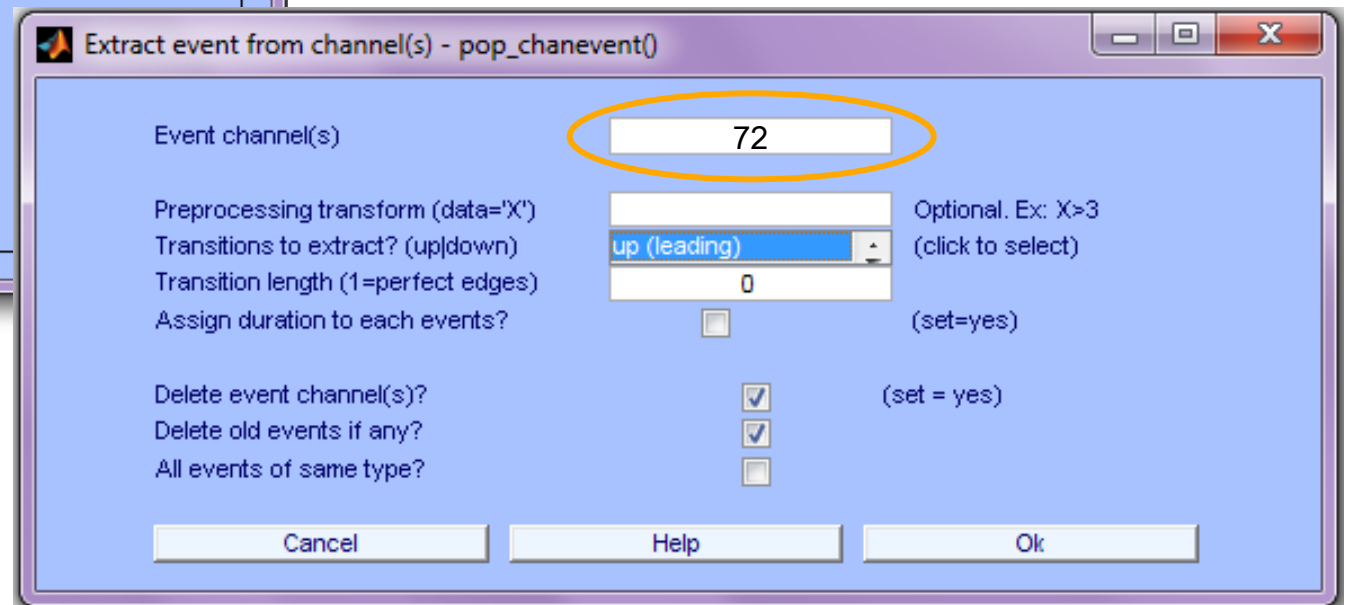 Extract event from channel(s) - pop_chanevent()
Event channel(s) 72
Preprocessing transform (data='X') Optional. Ex: X>3
Transitions to extract? (up|down) up (leading) (click to select)
Transition length (1=perfect edges) 0
Assign duration to each events? (set=yes)
Delete event channel(s)? (set = yes)
Delete old events if any?
All events of same type?
Cancel Help Ok